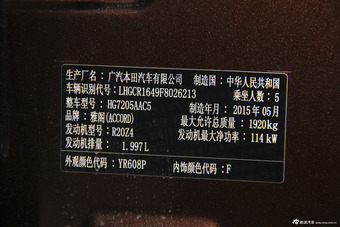 生产厂名：广汽本田汽车有限公司 制造国：中华人民共和国
车辆识别代号：LHGCR1649F8026213 乘坐人数：5
整车型号：HG7205AAC5 制造年月：2015年05月
品牌：雅阁(ACCORD) 最大允许总质量：1920kg
发动机型号：R20Z4 发动机最大净功率：114kW
发动机排量：1.997L
外观颜色代码：YR608P 内饰颜色代码：F